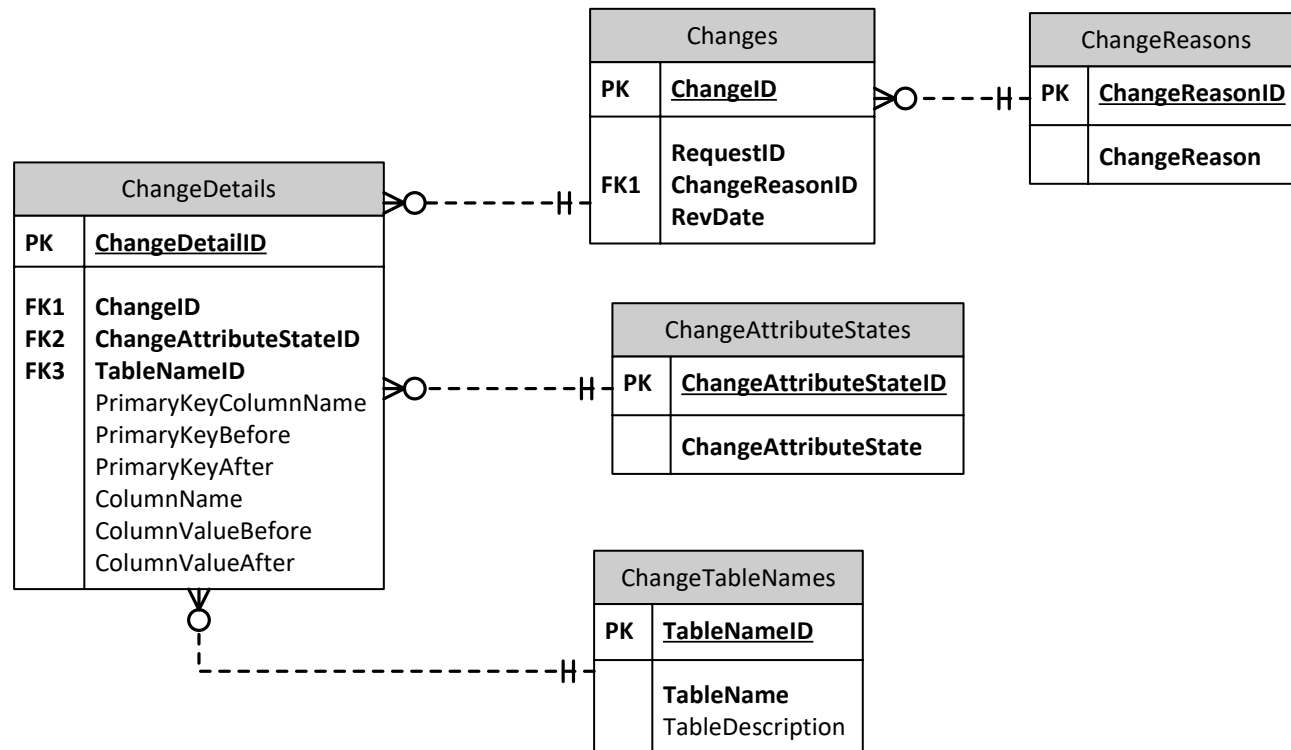 Changes
PK ChangeID
RequestID
FK1 ChangeReasonID
RevDate
ChangeReasons
PK ChangeReasonID
ChangeReason
ChangeDetails
PK ChangeDetailID
FK1 ChangeID
FK2 ChangeAttributeStateID
FK3 TableNameID
PrimaryKeyColumnName
PrimaryKeyBefore
PrimaryKeyAfter
ColumnName
ColumnValueBefore
ColumnValueAfter
ChangeAttributeStates
PK ChangeAttributeStateID
ChangeAttributeState
ChangeTableNames
PK TableNameID
TableName
TableDescription